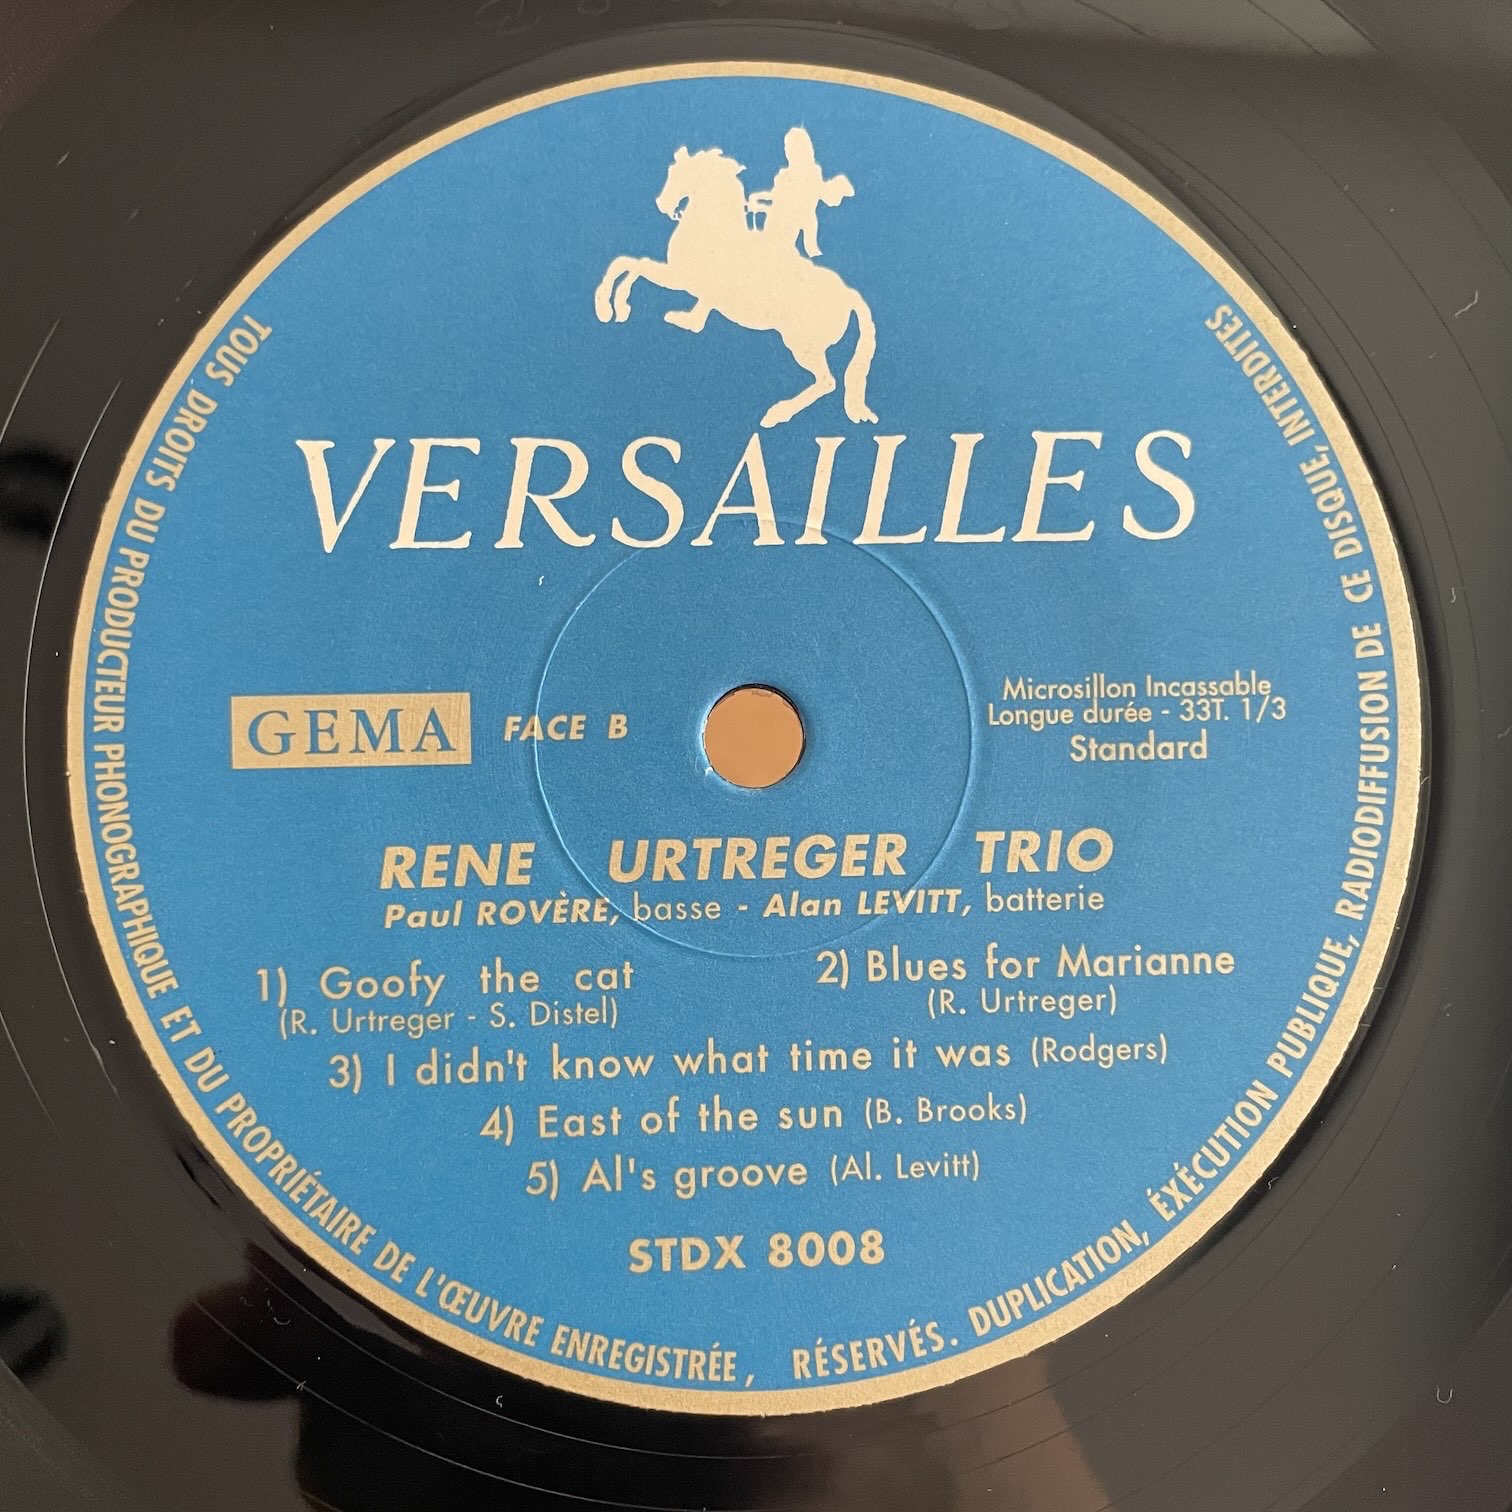 VERSAILLES
GEMA
FACE B
Microsillon Incassable
Longue durée - 33T. 1/3
Standard
RENE URTREGER TRIO
Paul ROVÈRE, basse - Alan LEVITT, batterie
1) Goofy the cat
(R. Urtreger - S. Distel)
2) Blues for Marianne
(R. Urtreger)
3) I didn't know what time it was (Rodgers)
4) East of the sun (B. Brooks)
5) Al's groove (Al. Levitt)
STDX 8008
TOUS DROITS DU PRODUCTEUR PHONOGRAPHIQUE ET DU PROPRIÉTAIRE DE L'ŒUVRE ENREGISTRÉE, RÉSERVÉS. DUPLICATION, ÉXÈCUTION PUBLIQUE, RADIODIFFUSION DE CE DISQUE, INTERDITES